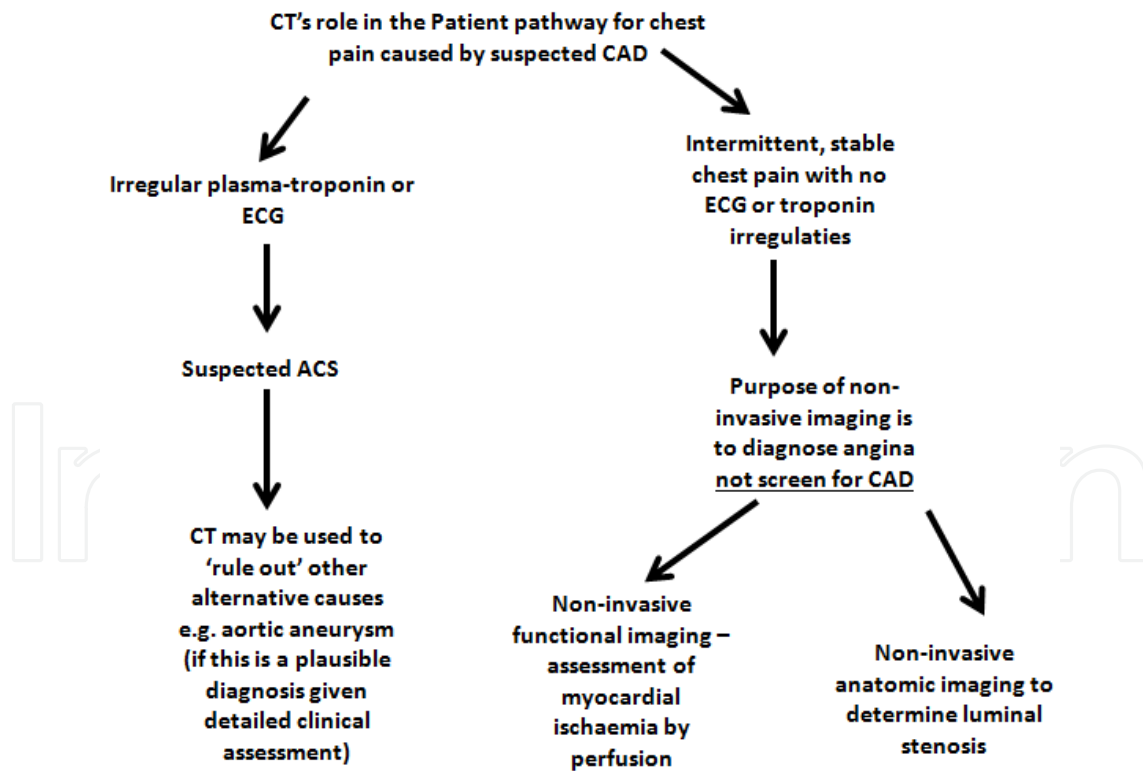 CT's role in the Patient pathway for chest
pain caused by suspected CAD
Irregular plasma-troponin or
ECG
Suspected ACS
CT may be used to
'rule out' other
alternative causes
e.g. aortic aneurysm
(if this is a plausible
diagnosis given
detailed clinical
assessment)
Intermittent, stable
chest pain with no
ECG or troponin
irregulaties
Purpose of non-
invasive imaging is
to diagnose angina
not screen for CAD
Non-invasive
functional imaging –
assessment of
myocardial
ischaemia by
perfusion
Non-invasive
anatomic imaging to
determine luminal
stenosis